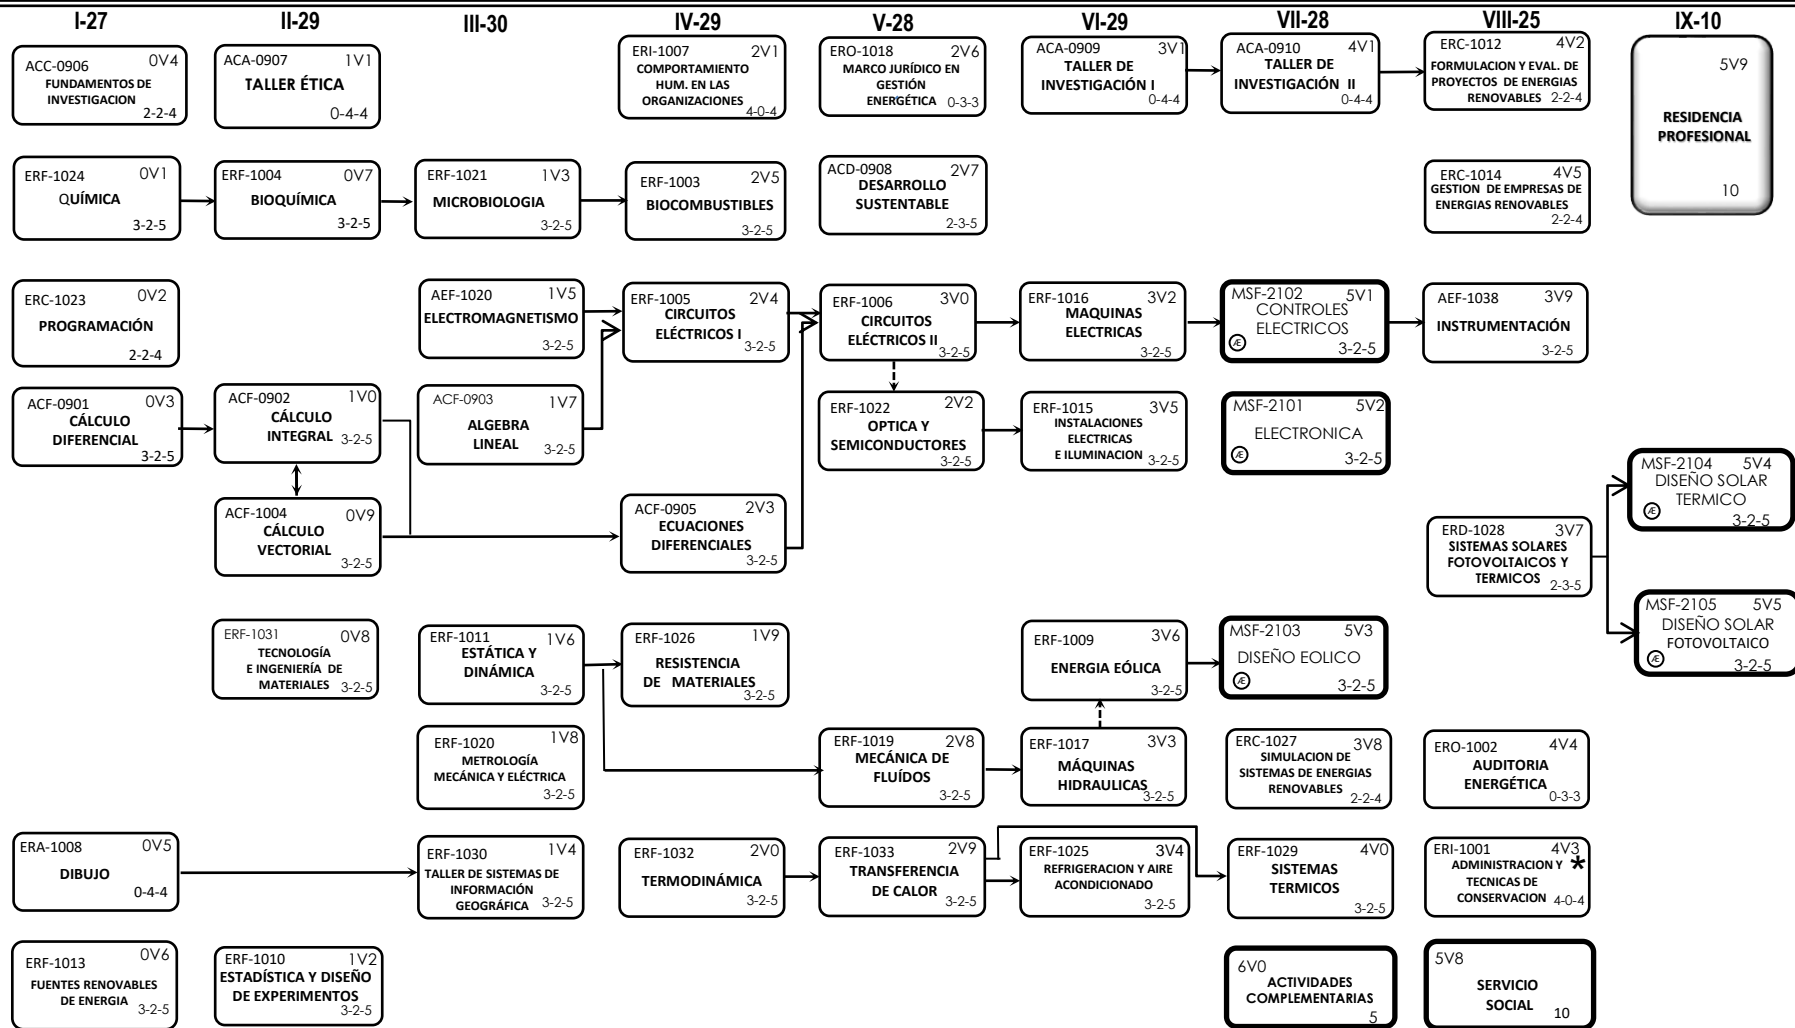 I-27
II-29
III-30
IV-29
V-28
VI-29
VII-28
VIII-25
IX-10
ACC-0906 0V4
FUNDAMENTOS DE
INVESTIGACION
2-2-4
ACA-0907 1V1
TALLER ÉTICA
0-4-4
ERI-1007 2V1
COMPORTAMIENTO
HUM. EN LAS
ORGANIZACIONES
4-0-4
ERO-1018 2V6
MARCO JURÍDICO EN
GESTIÓN
ENERGÉTICA 0-3-3
ACA-0909 3V1
TALLER DE
INVESTIGACIÓN I
0-4-4
ACA-0910 4V1
TALLER DE
INVESTIGACIÓN II
0-4-4
ERC-1012 4V2
FORMULACION Y EVAL. DE
PROYECTOS DE ENERGIAS
RENOVABLES 2-2-4
5V9
RESIDENCIA
PROFESIONAL
10
ERF-1024 0V1
QUÍMICA
3-2-5
ERF-1004 0V7
BIOQUÍMICA
3-2-5
ERF-1021 1V3
MICROBIOLOGIA
3-2-5
ERF-1003 2V5
BIOCOMBUSTIBLES
3-2-5
ACD-0908 2V7
DESARROLLO
SUSTENTABLE
2-3-5
ERC-1014 4V5
GESTION DE EMPRESAS DE
ENERGIAS RENOVABLES
2-2-4
ERC-1023 0V2
PROGRAMACIÓN
2-2-4
AEF-1020 1V5
ELECTROMAGNETISMO
3-2-5
ERF-1005 2V4
CIRCUITOS
ELÉCTRICOS I
3-2-5
ERF-1006 3V0
CIRCUITOS
ELÉCTRICOS II
3-2-5
ERF-1016 3V2
MAQUINAS
ELECTRICAS
3-2-5
MSF-2102 5V1
CONTROLES
ELECTRICOS
Æ 3-2-5
AEF-1038 3V9
INSTRUMENTACIÓN
3-2-5
ACF-0901 0V3
CÁLCULO
DIFERENCIAL
3-2-5
ACF-0902 1V0
CÁLCULO
INTEGRAL 3-2-5
ACF-0903 1V7
ALGEBRA
LINEAL 3-2-5
ERF-1022 2V2
OPTICA Y
SEMICONDUCTORES
3-2-5
ERF-1015 3V5
INSTALACIONES
ELECTRICAS
E ILUMINACION 3-2-5
MSF-2101 5V2
ELECTRONICA
Æ 3-2-5
MSF-2104 5V4
DISEÑO SOLAR
TERMICO
Æ 3-2-5
ACF-1004 0V9
CÁLCULO
VECTORIAL
3-2-5
ACF-0905 2V3
ECUACIONES
DIFERENCIALES
3-2-5
ERD-1028 3V7
SISTEMAS SOLARES
FOTOVOLTAICOS Y
TERMICOS 2-3-5
MSF-2105 5V5
DISEÑO SOLAR
FOTOVOLTAICO
Æ 3-2-5
ERF-1031 0V8
TECNOLOGÍA
E INGENIERÍA DE
MATERIALES 3-2-5
ERF-1011 1V6
ESTÁTICA Y
DINÁMICA
3-2-5
ERF-1026 1V9
RESISTENCIA
DE MATERIALES
3-2-5
ERF-1009 3V6
ENERGIA EÓLICA
3-2-5
MSF-2103 5V3
DISEÑO EOLICO
Æ 3-2-5
ERF-1020 1V8
METROLOGÍA
MECÁNICA Y ELÉCTRICA
3-2-5
ERF-1019 2V8
MECÁNICA DE
FLUÍDOS
3-2-5
ERF-1017 3V3
MÁQUINAS
HIDRAULICAS
3-2-5
ERC-1027 3V8
SIMULACION DE
SISTEMAS DE ENERGIAS
RENOVABLES 2-2-4
ERO-1002 4V4
AUDITORIA
ENERGÉTICA
0-3-3
ERA-1008 0V5
DIBUJO
0-4-4
ERF-1030 1V4
TALLER DE SISTEMAS DE
INFORMACIÓN
GEOGRÁFICA 3-2-5
ERF-1032 2V0
TERMODINÁMICA
3-2-5
ERF-1033 2V9
TRANSFERENCIA
DE CALOR
3-2-5
ERF-1025 3V4
REFRIGERACION Y AIRE
ACONDICIONADO
3-2-5
ERF-1029 4V0
SISTEMAS
TERMICOS
3-2-5
ERI-1001 4V3
ADMINISTRACION Y *
TECNICAS DE
CONSERVACION 4-0-4
ERF-1013 0V6
FUENTES RENOVABLES
DE ENERGIA
3-2-5
ERF-1010 1V2
ESTADÍSTICA Y DISEÑO
DE EXPERIMENTOS
3-2-5
6V0
ACTIVIDADES
COMPLEMENTARIAS
5
5V8
SERVICIO
SOCIAL
10